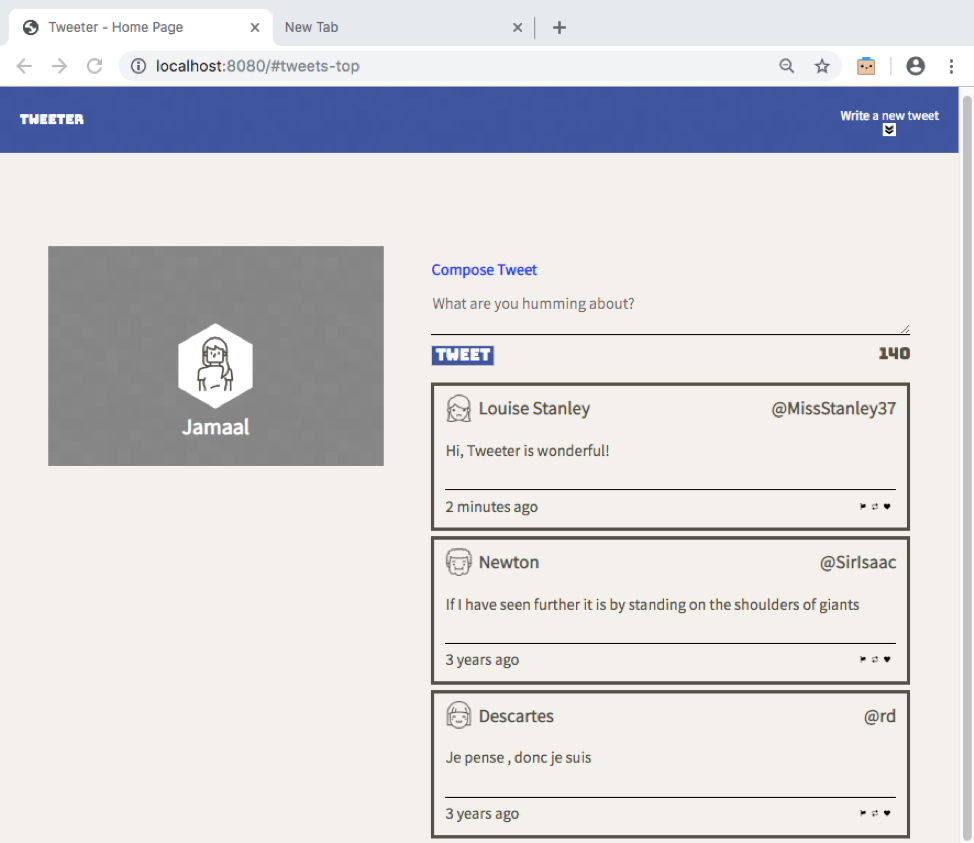 Tweeter - Home Page
New Tab
localhost:8080/#tweets-top
TWEETER
Write a new tweet
Jamaal
Compose Tweet
What are you humming about?
TWEET
140
Louise Stanley
@MissStanley37
Hi, Tweeter is wonderful!
2 minutes ago
Newton
@SirIsaac
If I have seen further it is by standing on the shoulders of giants
3 years ago
Descartes
@rd
Je pense , donc je suis
3 years ago